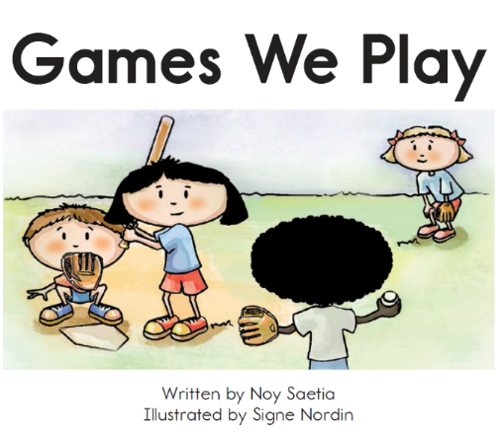 Games We Play
Written by Noy Saetia
Illustrated by Signe Nordin